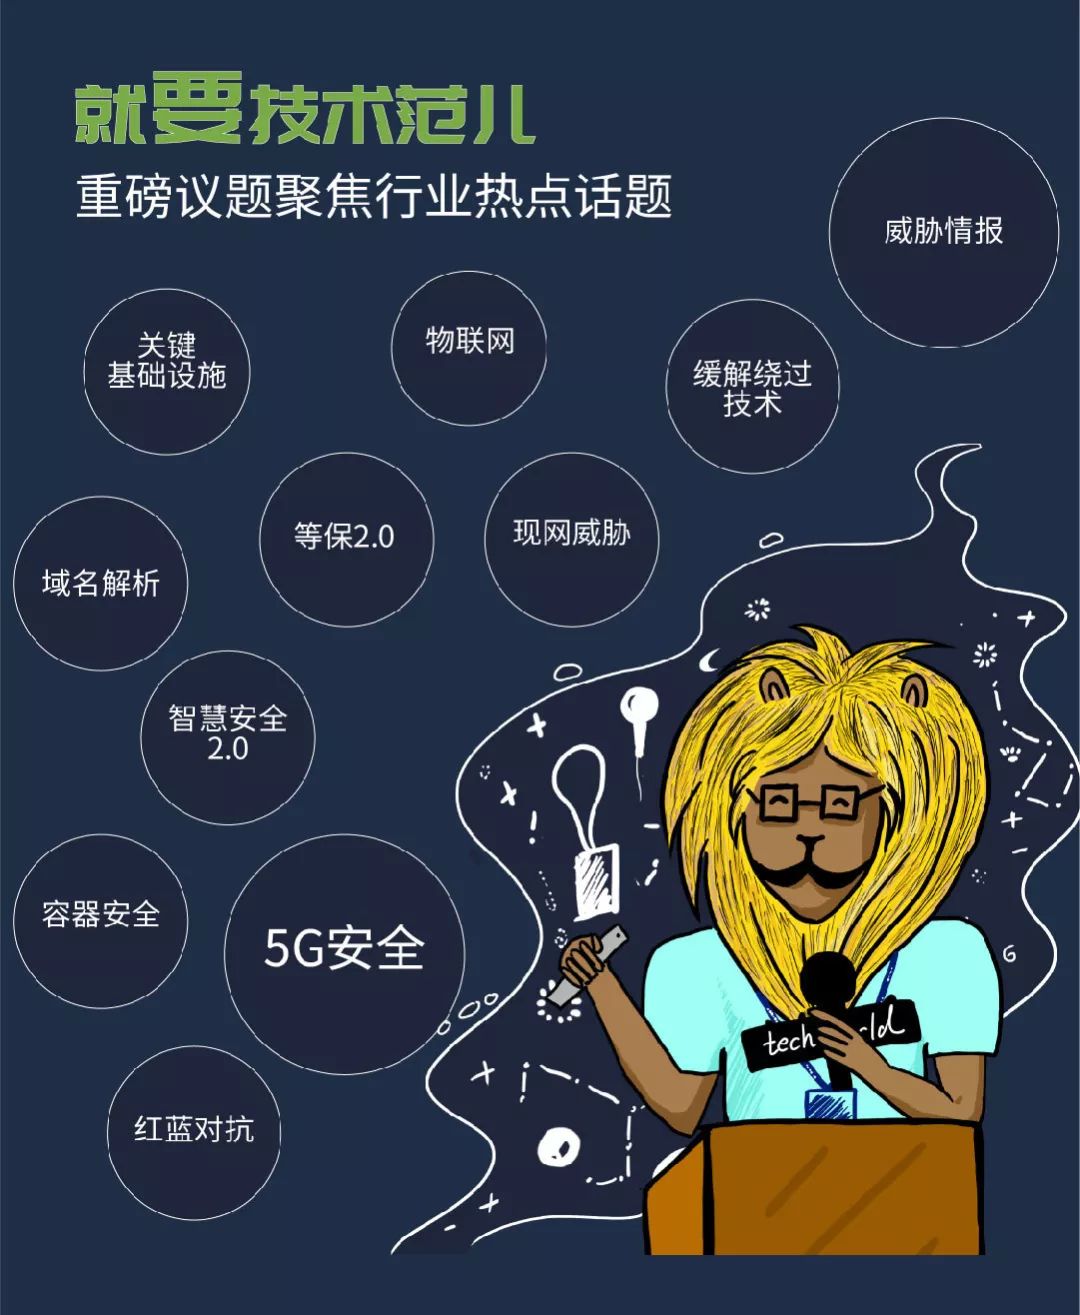 就要技术范儿
重磅议题聚焦行业热点话题
威胁情报
关键
基础设施
物联网
缓解绕过
技术
等保2.0
现网威胁
域名解析
智慧安全
2.0
容器安全
5G安全
红蓝对抗
tech rld
G